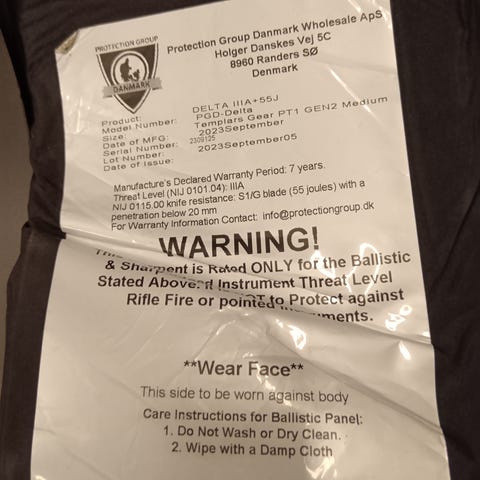 PROTECTION GROUP
DANMARK
Protection Group Danmark Wholesale ApS
Holger Danskes Vej 5C
8960 Randers SØ
Denmark
Product: DELTA IIIA+55J
Model Number: PGD-Delta
Size: Templars Gear PT1 GEN2 Medium
Date of MFG: 2023September
Serial Number: 2309125
Lot Number: 2023September05
Date of Issue:
Manufacture's Declared Warranty Period: 7 years.
Threat Level (NIJ 0101.04): IIIA
NIJ 0115.00 knife resistance: S1/G blade (55 joules) with a
penetration below 20 mm
For Warranty Information Contact: info@protectiongroup.dk
WARNING!
is Rated ONLY for the Ballistic
& Instrument Threat Level
Stated Above.
Rifle Fire or pointed to Protect against
**Wear Face**
This side to be worn against body
Care Instructions for Ballistic Panel:
1. Do Not Wash or Dry Clean.
2. Wipe with a Damp Cloth